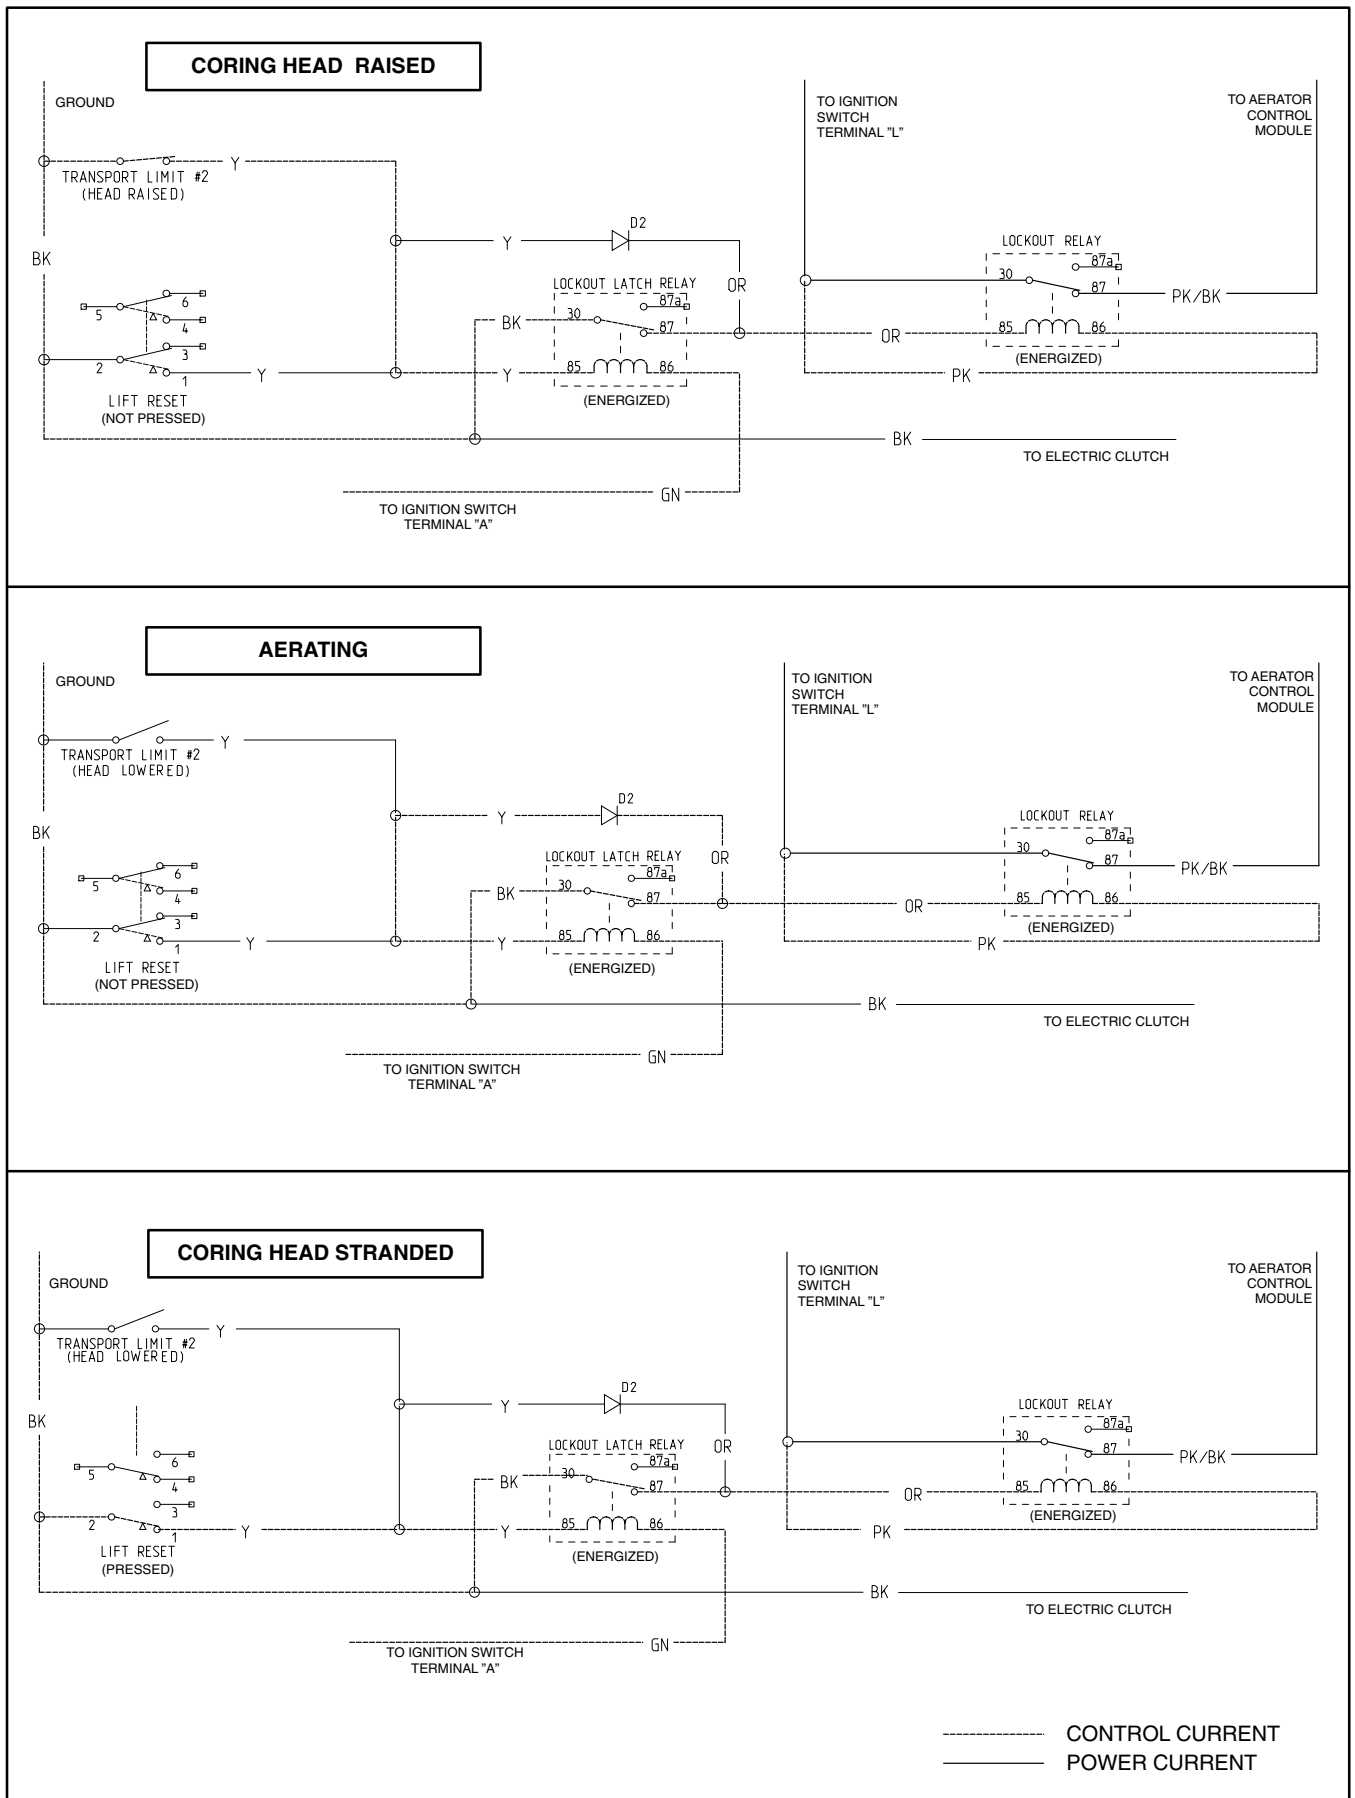 CORING HEAD  RAISED
GROUND
TO IGNITION
SWITCH
TERMINAL "L"
TO AERATOR
CONTROL
MODULE
Y
TRANSPORT LIMIT #2
(HEAD RAISED)
D2
Y
LOCKOUT RELAY
BK
87a
30
87
PK/BK
LOCKOUT LATCH RELAY
OR
6
5
4
87a
BK
30
87
OR
85
86
(ENERGIZED)
3
2
1
Y
Y
85
86
PK
LIFT RESET
(NOT PRESSED)
(ENERGIZED)
BK
TO ELECTRIC CLUTCH
GN
TO IGNITION SWITCH
TERMINAL "A"
AERATING
GROUND
TO IGNITION
SWITCH
TERMINAL "L"
TO AERATOR
CONTROL
MODULE
Y
TRANSPORT LIMIT #2
(HEAD LOWERED)
D2
Y
LOCKOUT RELAY
BK
87a
30
87
PK/BK
LOCKOUT LATCH RELAY
OR
6
5
4
87a
BK
30
87
OR
85
86
(ENERGIZED)
3
2
1
Y
Y
85
86
PK
LIFT RESET
(NOT PRESSED)
(ENERGIZED)
BK
TO ELECTRIC CLUTCH
GN
TO IGNITION SWITCH
TERMINAL "A"
CORING HEAD STRANDED
GROUND
TO IGNITION
SWITCH
TERMINAL "L"
TO AERATOR
CONTROL
MODULE
Y
TRANSPORT LIMIT #2
(HEAD LOWERED)
D2
Y
LOCKOUT RELAY
BK
87a
30
87
PK/BK
LOCKOUT LATCH RELAY
OR
6
5
4
87a
BK
30
87
OR
85
86
(ENERGIZED)
3
2
1
Y
Y
85
86
PK
LIFT RESET
(PRESSED)
(ENERGIZED)
BK
TO ELECTRIC CLUTCH
GN
TO IGNITION SWITCH
TERMINAL "A"
CONTROL CURRENT
POWER CURRENT